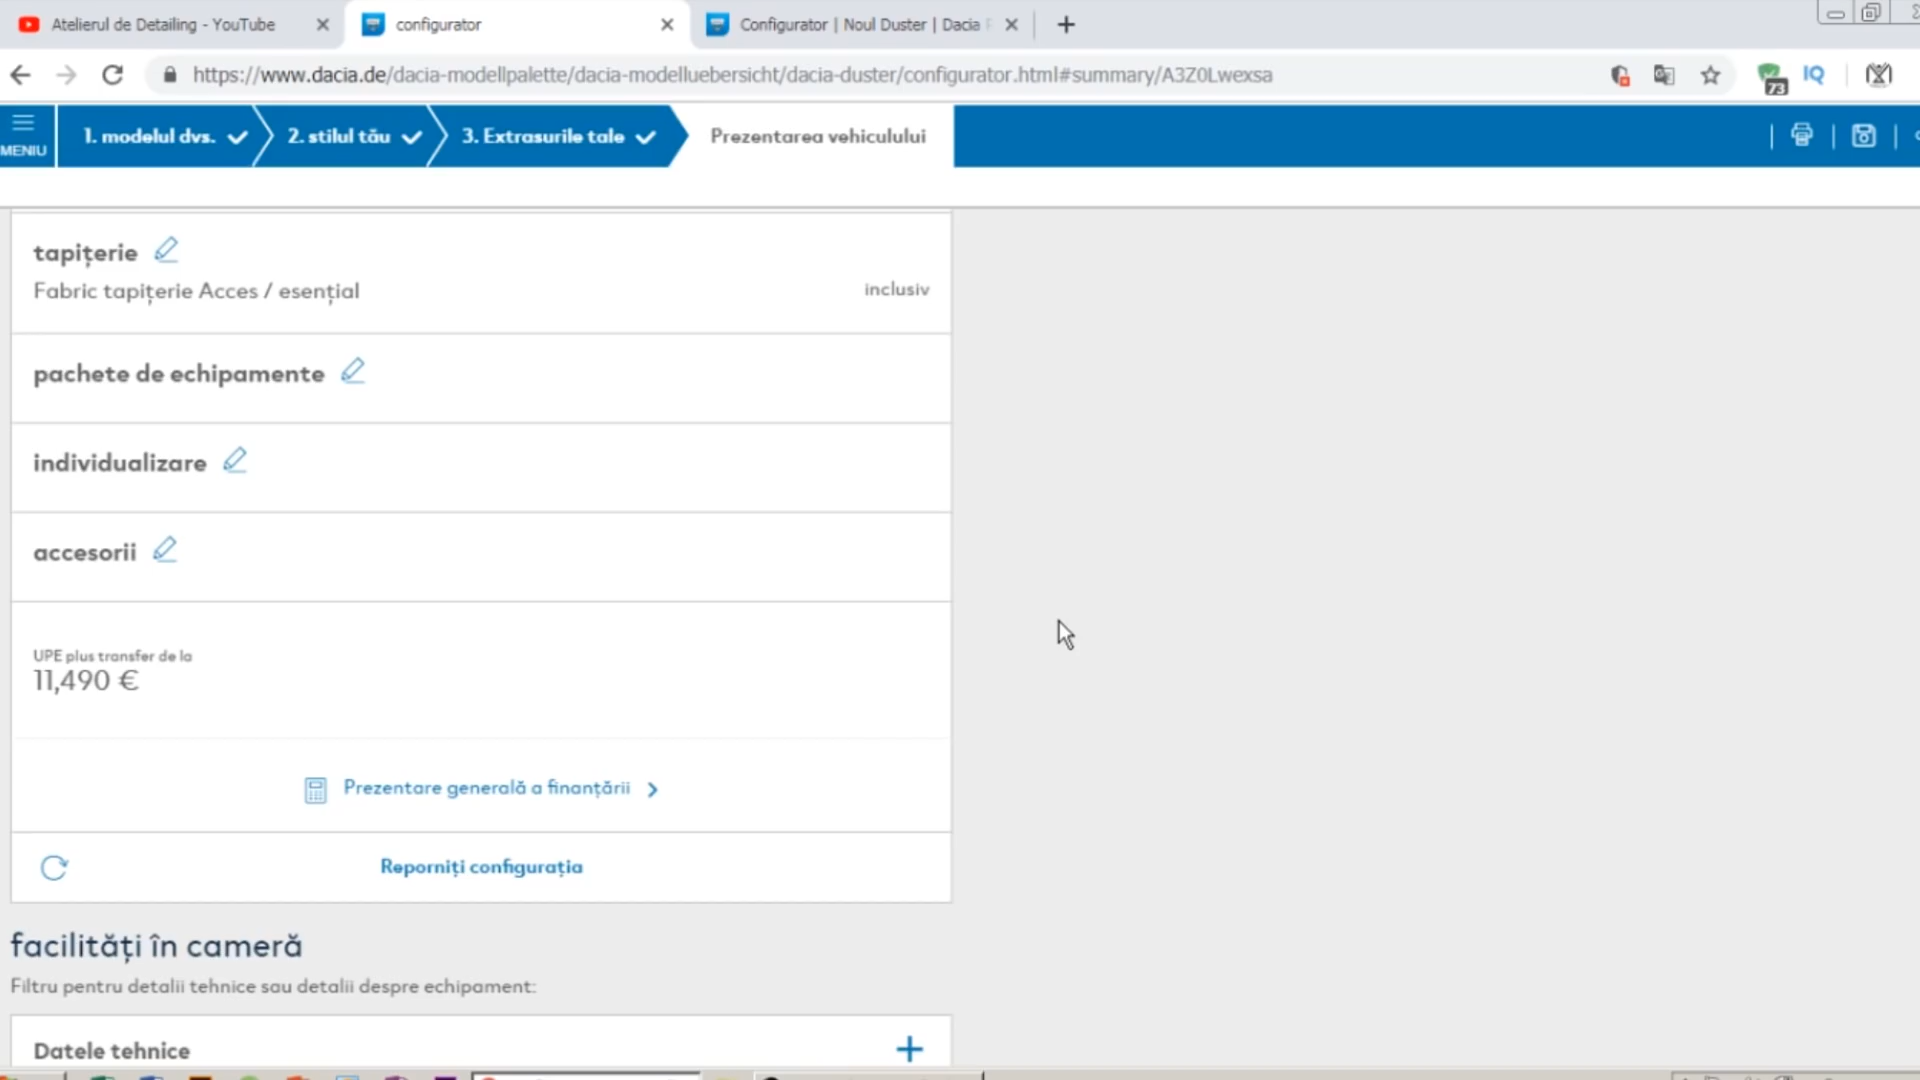 Atelierul de Detailing - YouTube
configurator
Configurator | Noul Duster | Dacia
https://www.dacia.de/dacia-modellpalette/dacia-modelluebersicht/dacia-duster/configurator.html#summary/A3Z0Lwexsa
73
IQ
MENIU
1. modelul dvs.
2. stilul tău
3. Extrasurile tale
Prezentarea vehiculului
tapițerie
Fabric tapițerie Acces / esențial
inclusiv
pachete de echipamente
individualizare
accesorii
UPE plus transfer de la
11,490 €
Prezentare generală a finanțării
Reporniți configurația
facilități în cameră
Filtru pentru detalii tehnice sau detalii despre echipament:
Datele tehnice